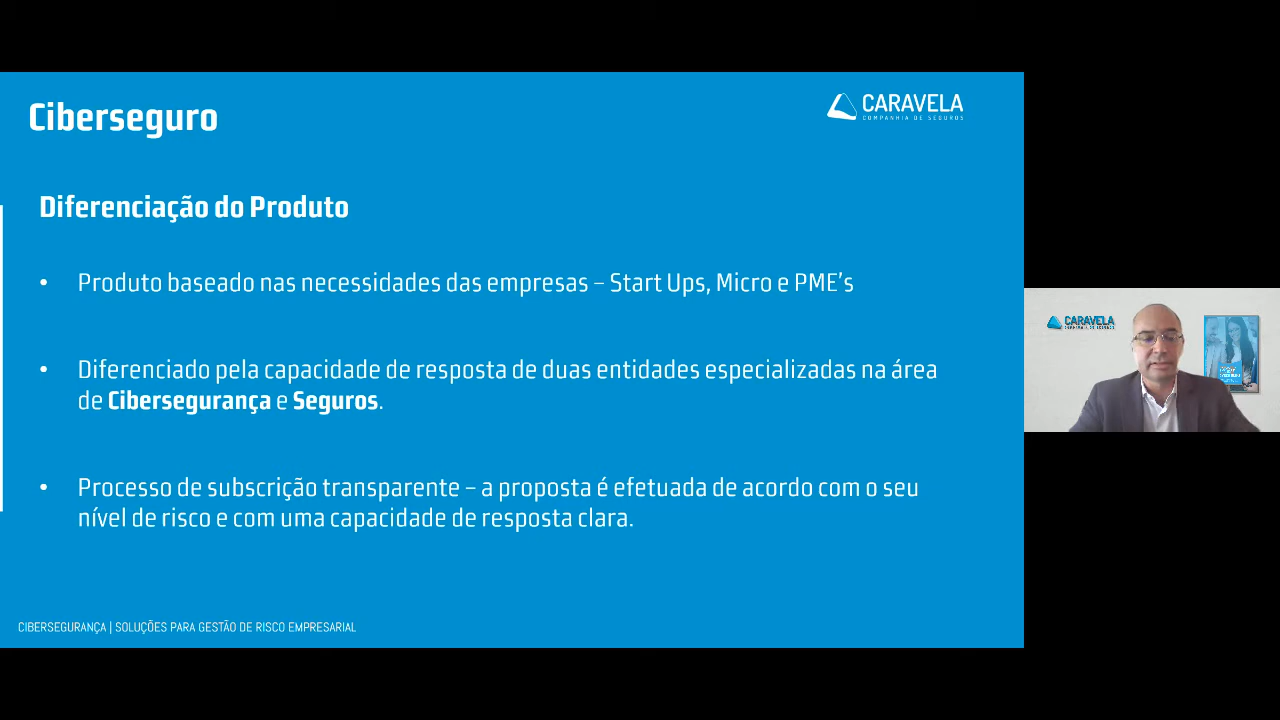 Ciberseguro
CARAVELA
COMPANHIA DE SEGUROS
Diferenciação do Produto
• Produto baseado nas necessidades das empresas – Start Ups, Micro e PME's
• Diferenciado pela capacidade de resposta de duas entidades especializadas na área
de Cibersegurança e Seguros.
• Processo de subscrição transparente – a proposta é efetuada de acordo com o seu
nível de risco e com uma capacidade de resposta clara.
CIBERSEGURANÇA | SOLUÇÕES PARA GESTÃO DE RISCO EMPRESARIAL
CARAVELA
COMPANHIA DE SEGUROS